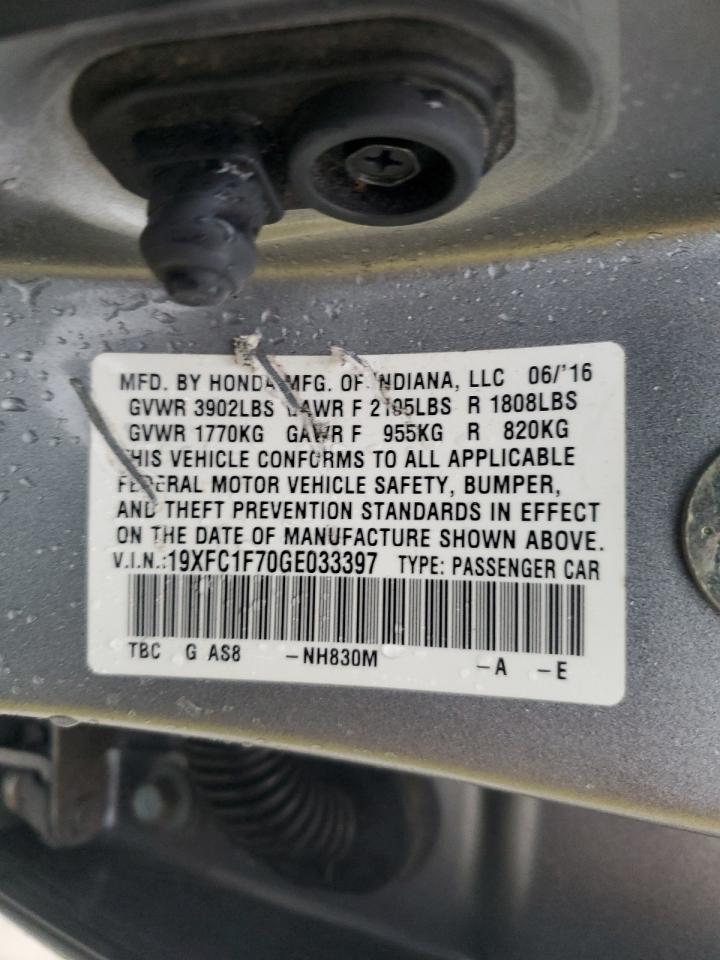 MFD. BY HONDA MFG. OF INDIANA, LLC 06/'16
GVWR 3902LBS GAWR F 2105LBS R 1808LBS
GVWR 1770KG GAWR F 955KG R 820KG
THIS VEHICLE CONFORMS TO ALL APPLICABLE
FEDERAL MOTOR VEHICLE SAFETY, BUMPER,
AND THEFT PREVENTION STANDARDS IN EFFECT
ON THE DATE OF MANUFACTURE SHOWN ABOVE.
V.I.N.:19XFC1F70GE033397 TYPE: PASSENGER CAR
TBC G AS8 -NH830M -A -E